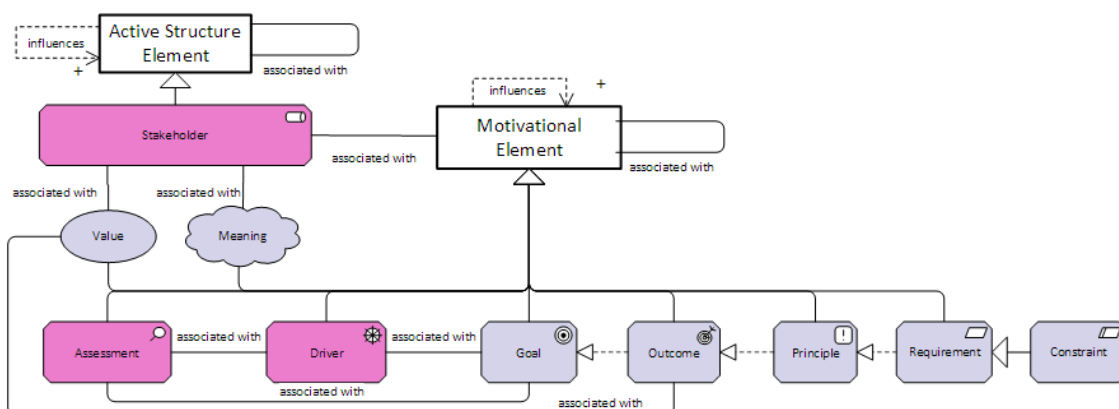 Active Structure
Element
influences
+
associated with
influences
+
Stakeholder
Motivational
Element
associated with
associated with
associated with
associated with
Value
Meaning
Assessment
associated with
Driver
associated with
Goal
Outcome
Principle
!
Requirement
Constraint
associated with
associated with